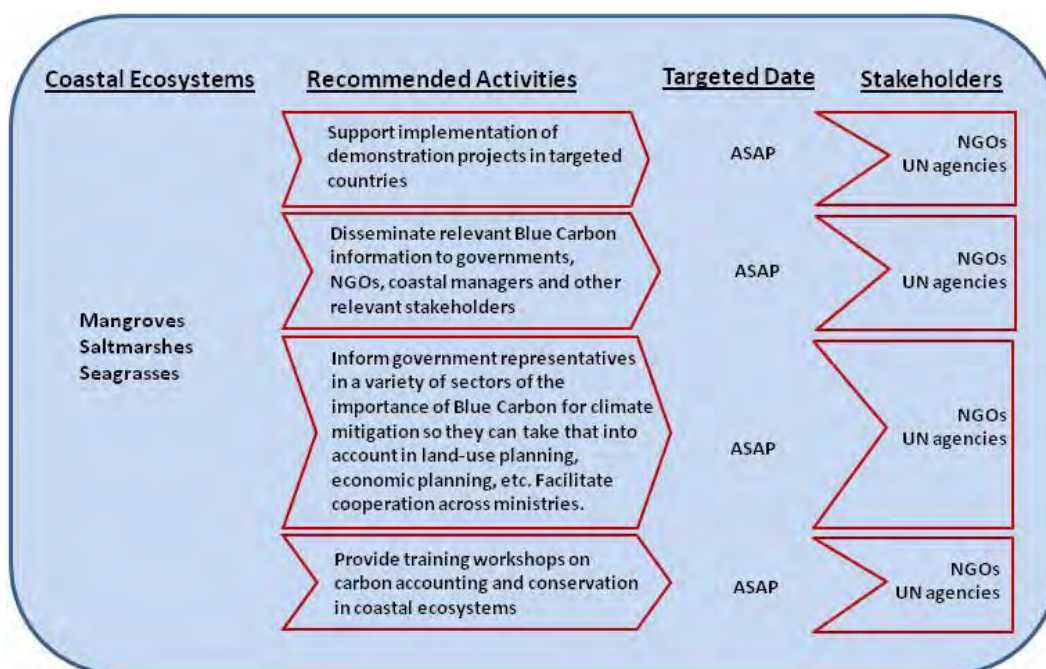 Coastal Ecosystems
Recommended Activities
Targeted Date
Stakeholders
Mangroves
Saltmarshes
Seagrasses
Support implementation of
demonstration projects in targeted
countries
ASAP
NGOs
UN agencies
Disseminate relevant Blue Carbon
information to governments,
NGOs, coastal managers and other
relevant stakeholders
ASAP
NGOs
UN agencies
Inform government representatives
in a variety of sectors of the
importance of Blue Carbon for climate
mitigation so they can take that into
account in land-use planning,
economic planning, etc. Facilitate
cooperation across ministries.
ASAP
NGOs
UN agencies
Provide training workshops on
carbon accounting and conservation
in coastal ecosystems
ASAP
NGOs
UN agencies